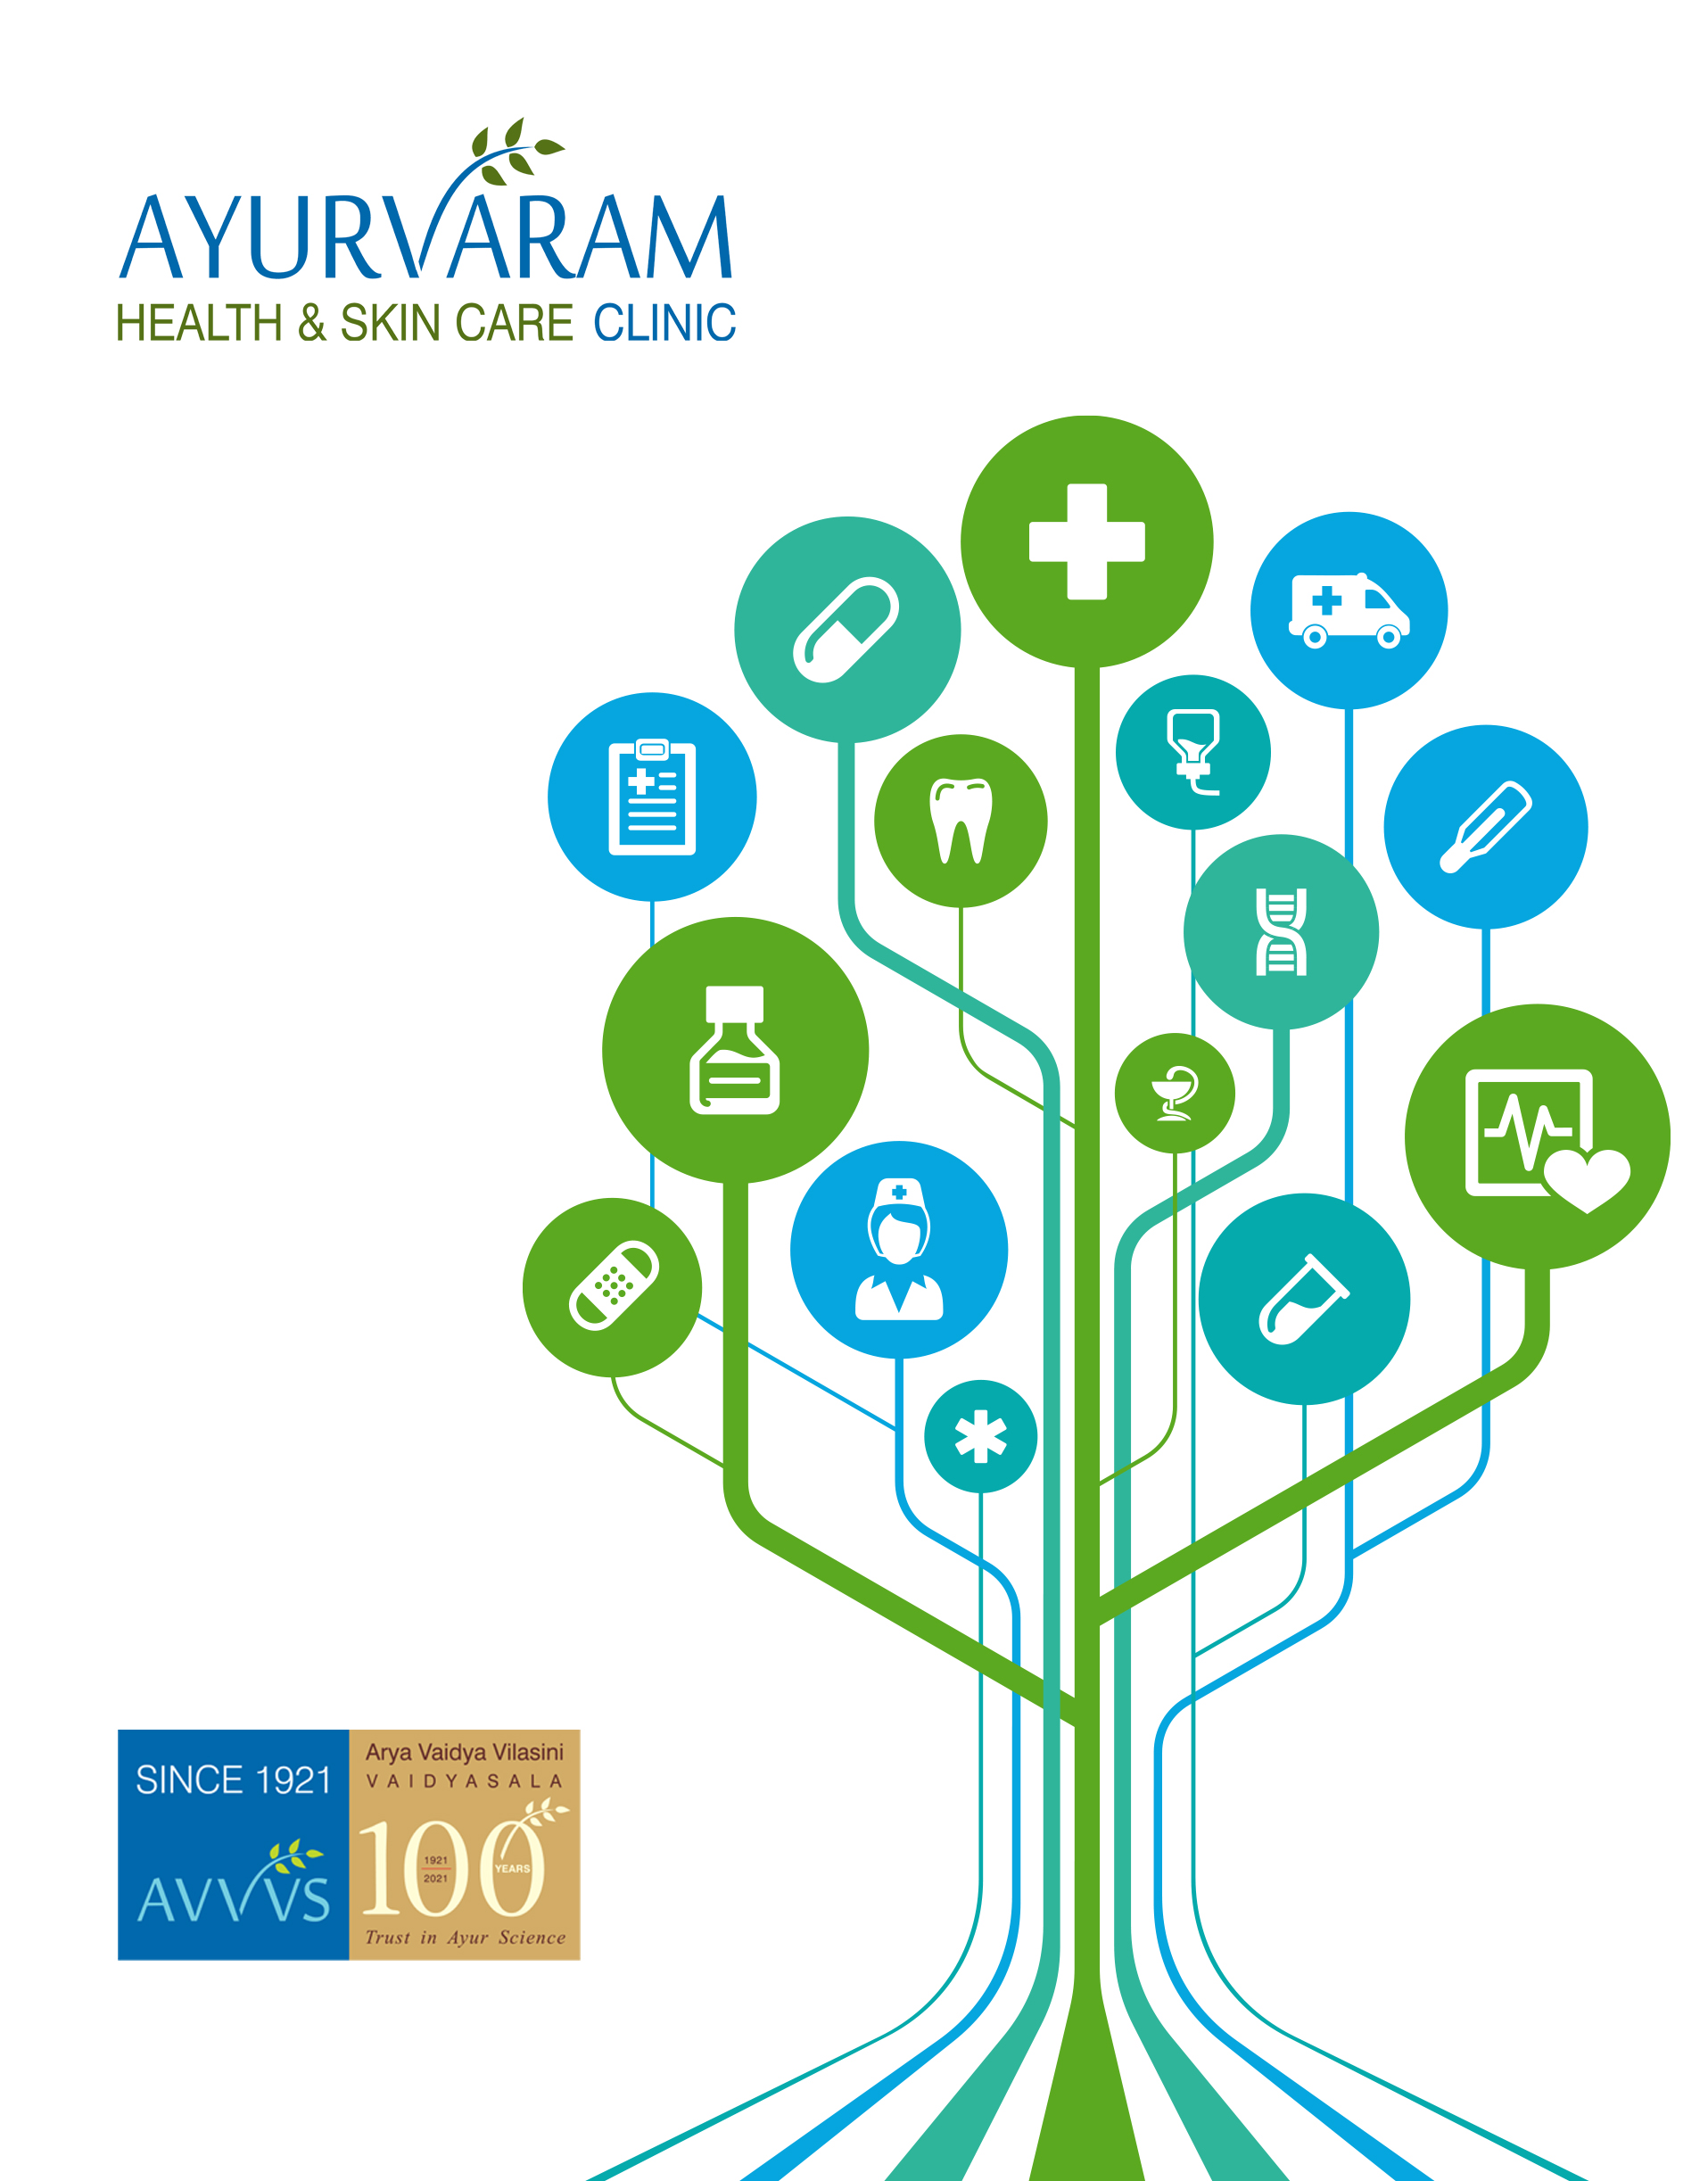 AYURVARAM
HEALTH & SKIN CARE CLINIC
SINCE 1921
AVVVS
Arya Vaidya Vilasini
VAIDYASALA
100
1921
2021
YEARS
Trust in Ayur Science